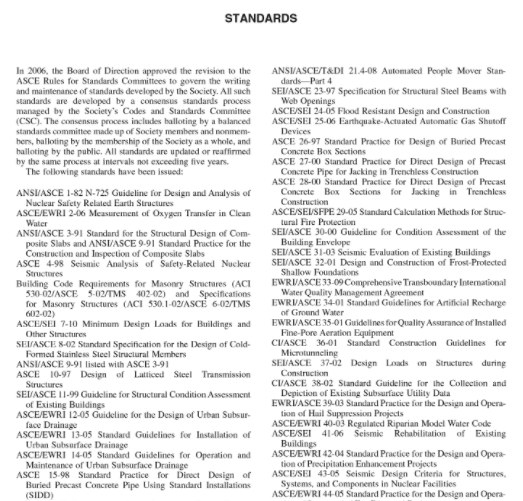 STANDARDS
In 2006, the Board of Direction approved the revision to the
ASCE Rules for Standards Committees to govern the writing
and maintenance of standards developed by the Society. All such
standards are developed by a consensus standards process
managed by the Society's Codes and Standards Committee
(CSC). The consensus process includes balloting by a balanced
standards committee made up of Society members and nonmem-
bers, balloting by the membership of the Society as a whole, and
balloting by the public. All standards are updated or reaffirmed
by the same process at intervals not exceeding five years.
The following standards have been issued:
ANSI/ASCE 1-82 N-725 Guideline for Design and Analysis of
Nuclear Safety Related Earth Structures
ASCE/EWRI 2-06 Measurement of Oxygen Transfer in Clean
Water
ANSI/ASCE 3-91 Standard for the Structural Design of Com-
posite Slabs and ANSI/ASCE 9-91 Standard Practice for the
Construction and Inspection of Composite Slabs
ASCE 4-98 Seismic Analysis of Safety-Related Nuclear
Structures
Building Code Requirements for Masonry Structures (ACI
530-02/ASCE 5-02/TMS 402-02) and Specifications
for Masonry Structures (ACI 530.1-02/ASCE 6-02/TMS
602-02)
ASCE/SEI 7-10 Minimum Design Loads for Buildings and
Other Structures
SEI/ASCE 8-02 Standard Specification for the Design of Cold-
Formed Stainless Steel Structural Members
ANSI/ASCE 9-91 listed with ASCE 3-91
ASCE 10-97 Design of Latticed Steel Transmission
Structures
SEI/ASCE 11-99 Guideline for Structural Condition Assessment
of Existing Buildings
ASCE/EWRI 12-05 Guideline for the Design of Urban Subsur-
face Drainage
ASCE/EWRI 13-05 Standard Guidelines for Installation of
Urban Subsurface Drainage
ASCE/EWRI 14-05 Standard Guidelines for Operation and
Maintenance of Urban Subsurface Drainage
ASCE 15-98 Standard Practice for Direct Design of
Buried Precast Concrete Pipe Using Standard Installations
(SIDD)
ANSI/ASCE/T&DI 21.4-08 Automated People Mover Stan-
dards—Part 4
SEI/ASCE 23-97 Specification for Structural Steel Beams with
Web Openings
ASCE/SEI 24-05 Flood Resistant Design and Construction
ASCE/SEI 25-06 Earthquake-Actuated Automatic Gas Shutoff
Devices
ASCE 26-97 Standard Practice for Design of Buried Precast
Concrete Box Sections
ASCE 27-00 Standard Practice for Direct Design of Precast
Concrete Pipe for Jacking in Trenchless Construction
ASCE 28-00 Standard Practice for Direct Design of Precast
Concrete Box Sections for Jacking in Trenchless
Construction
ASCE/SEI/SFPE 29-05 Standard Calculation Methods for Struc-
tural Fire Protection
SEI/ASCE 30-00 Guideline for Condition Assessment of the
Building Envelope
SEI/ASCE 31-03 Seismic Evaluation of Existing Buildings
SEI/ASCE 32-01 Design and Construction of Frost-Protected
Shallow Foundations
EWRI/ASCE 33-09 Comprehensive Transboundary International
Water Quality Management Agreement
EWRI/ASCE 34-01 Standard Guidelines for Artificial Recharge
of Ground Water
EWRI/ASCE 35-01 Guidelines for Quality Assurance of Installed
Fine-Pore Aeration Equipment
CI/ASCE 36-01 Standard Construction Guidelines for
Microtunneling
SEI/ASCE 37-02 Design Loads on Structures during
Construction
CI/ASCE 38-02 Standard Guideline for the Collection and
Depiction of Existing Subsurface Utility Data
EWRI/ASCE 39-03 Standard Practice for the Design and Opera-
tion of Hail Suppression Projects
ASCE/EWRI 40-03 Regulated Riparian Model Water Code
ASCE/SEI 41-06 Seismic Rehabilitation of Existing
Buildings
ASCE/EWRI 42-04 Standard Practice for the Design and Opera-
tion of Precipitation Enhancement Projects
ASCE/SEI 43-05 Seismic Design Criteria for Structures,
Systems, and Components in Nuclear Facilities
ASCE/EWRI 44-05 Standard Practice for the Design and Opera-